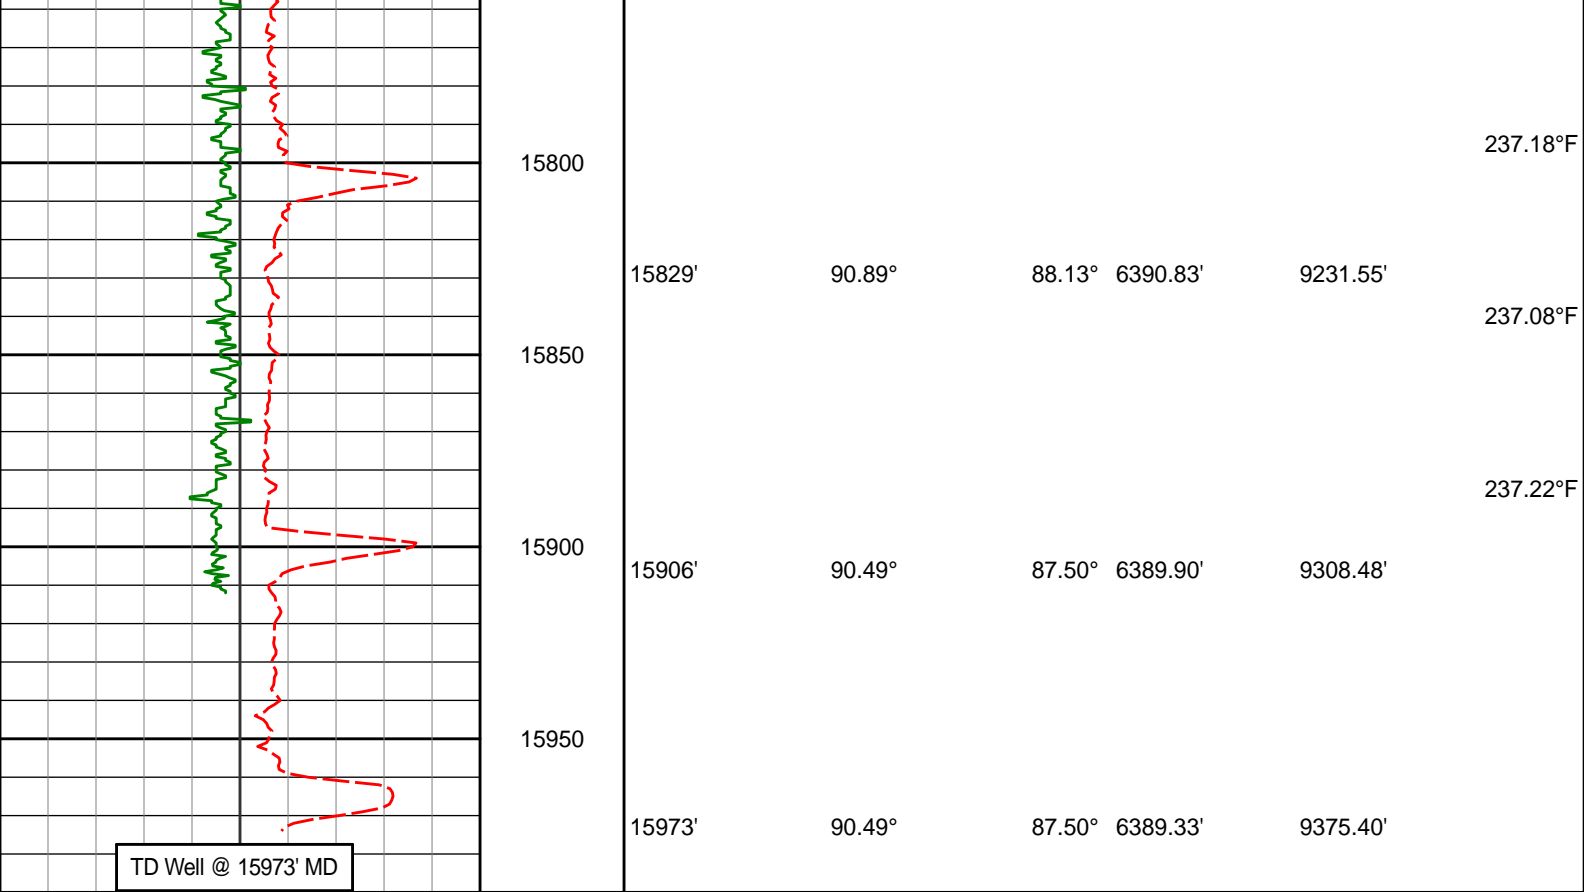 237.18°F
15800
15829' 90.89° 88.13° 6390.83' 9231.55'
237.08°F
15850
237.22°F
15900
15906' 90.49° 87.50° 6389.90' 9308.48'
15950
15973' 90.49° 87.50° 6389.33' 9375.40'
TD Well @ 15973' MD